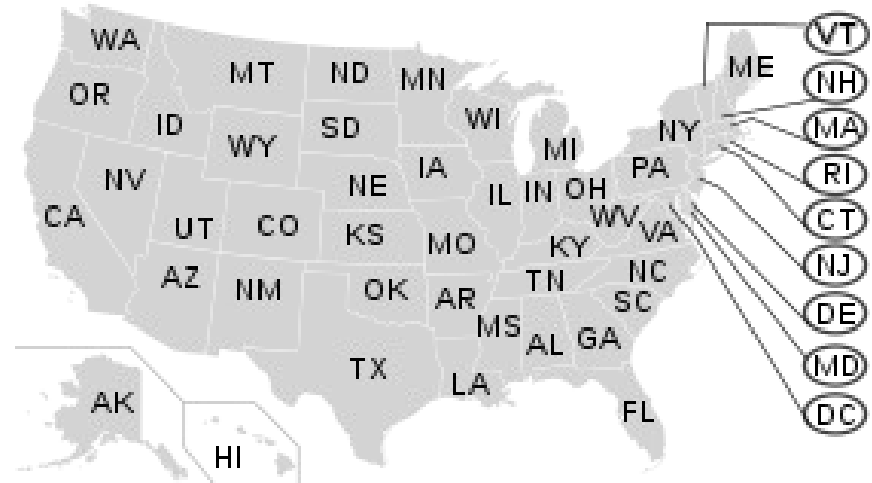 WA
MT
ND
MN
ME
VT
NH
OR
ID
WY
SD
WI
MI
NY
MA
NV
NE
IA
IL
IN
OH
PA
RI
CA
UT
CO
KS
MO
KY
WV
VA
CT
AZ
NM
OK
AR
TN
NC
NJ
TX
LA
MS
AL
GA
SC
DE
AK
HI
FL
MD
DC